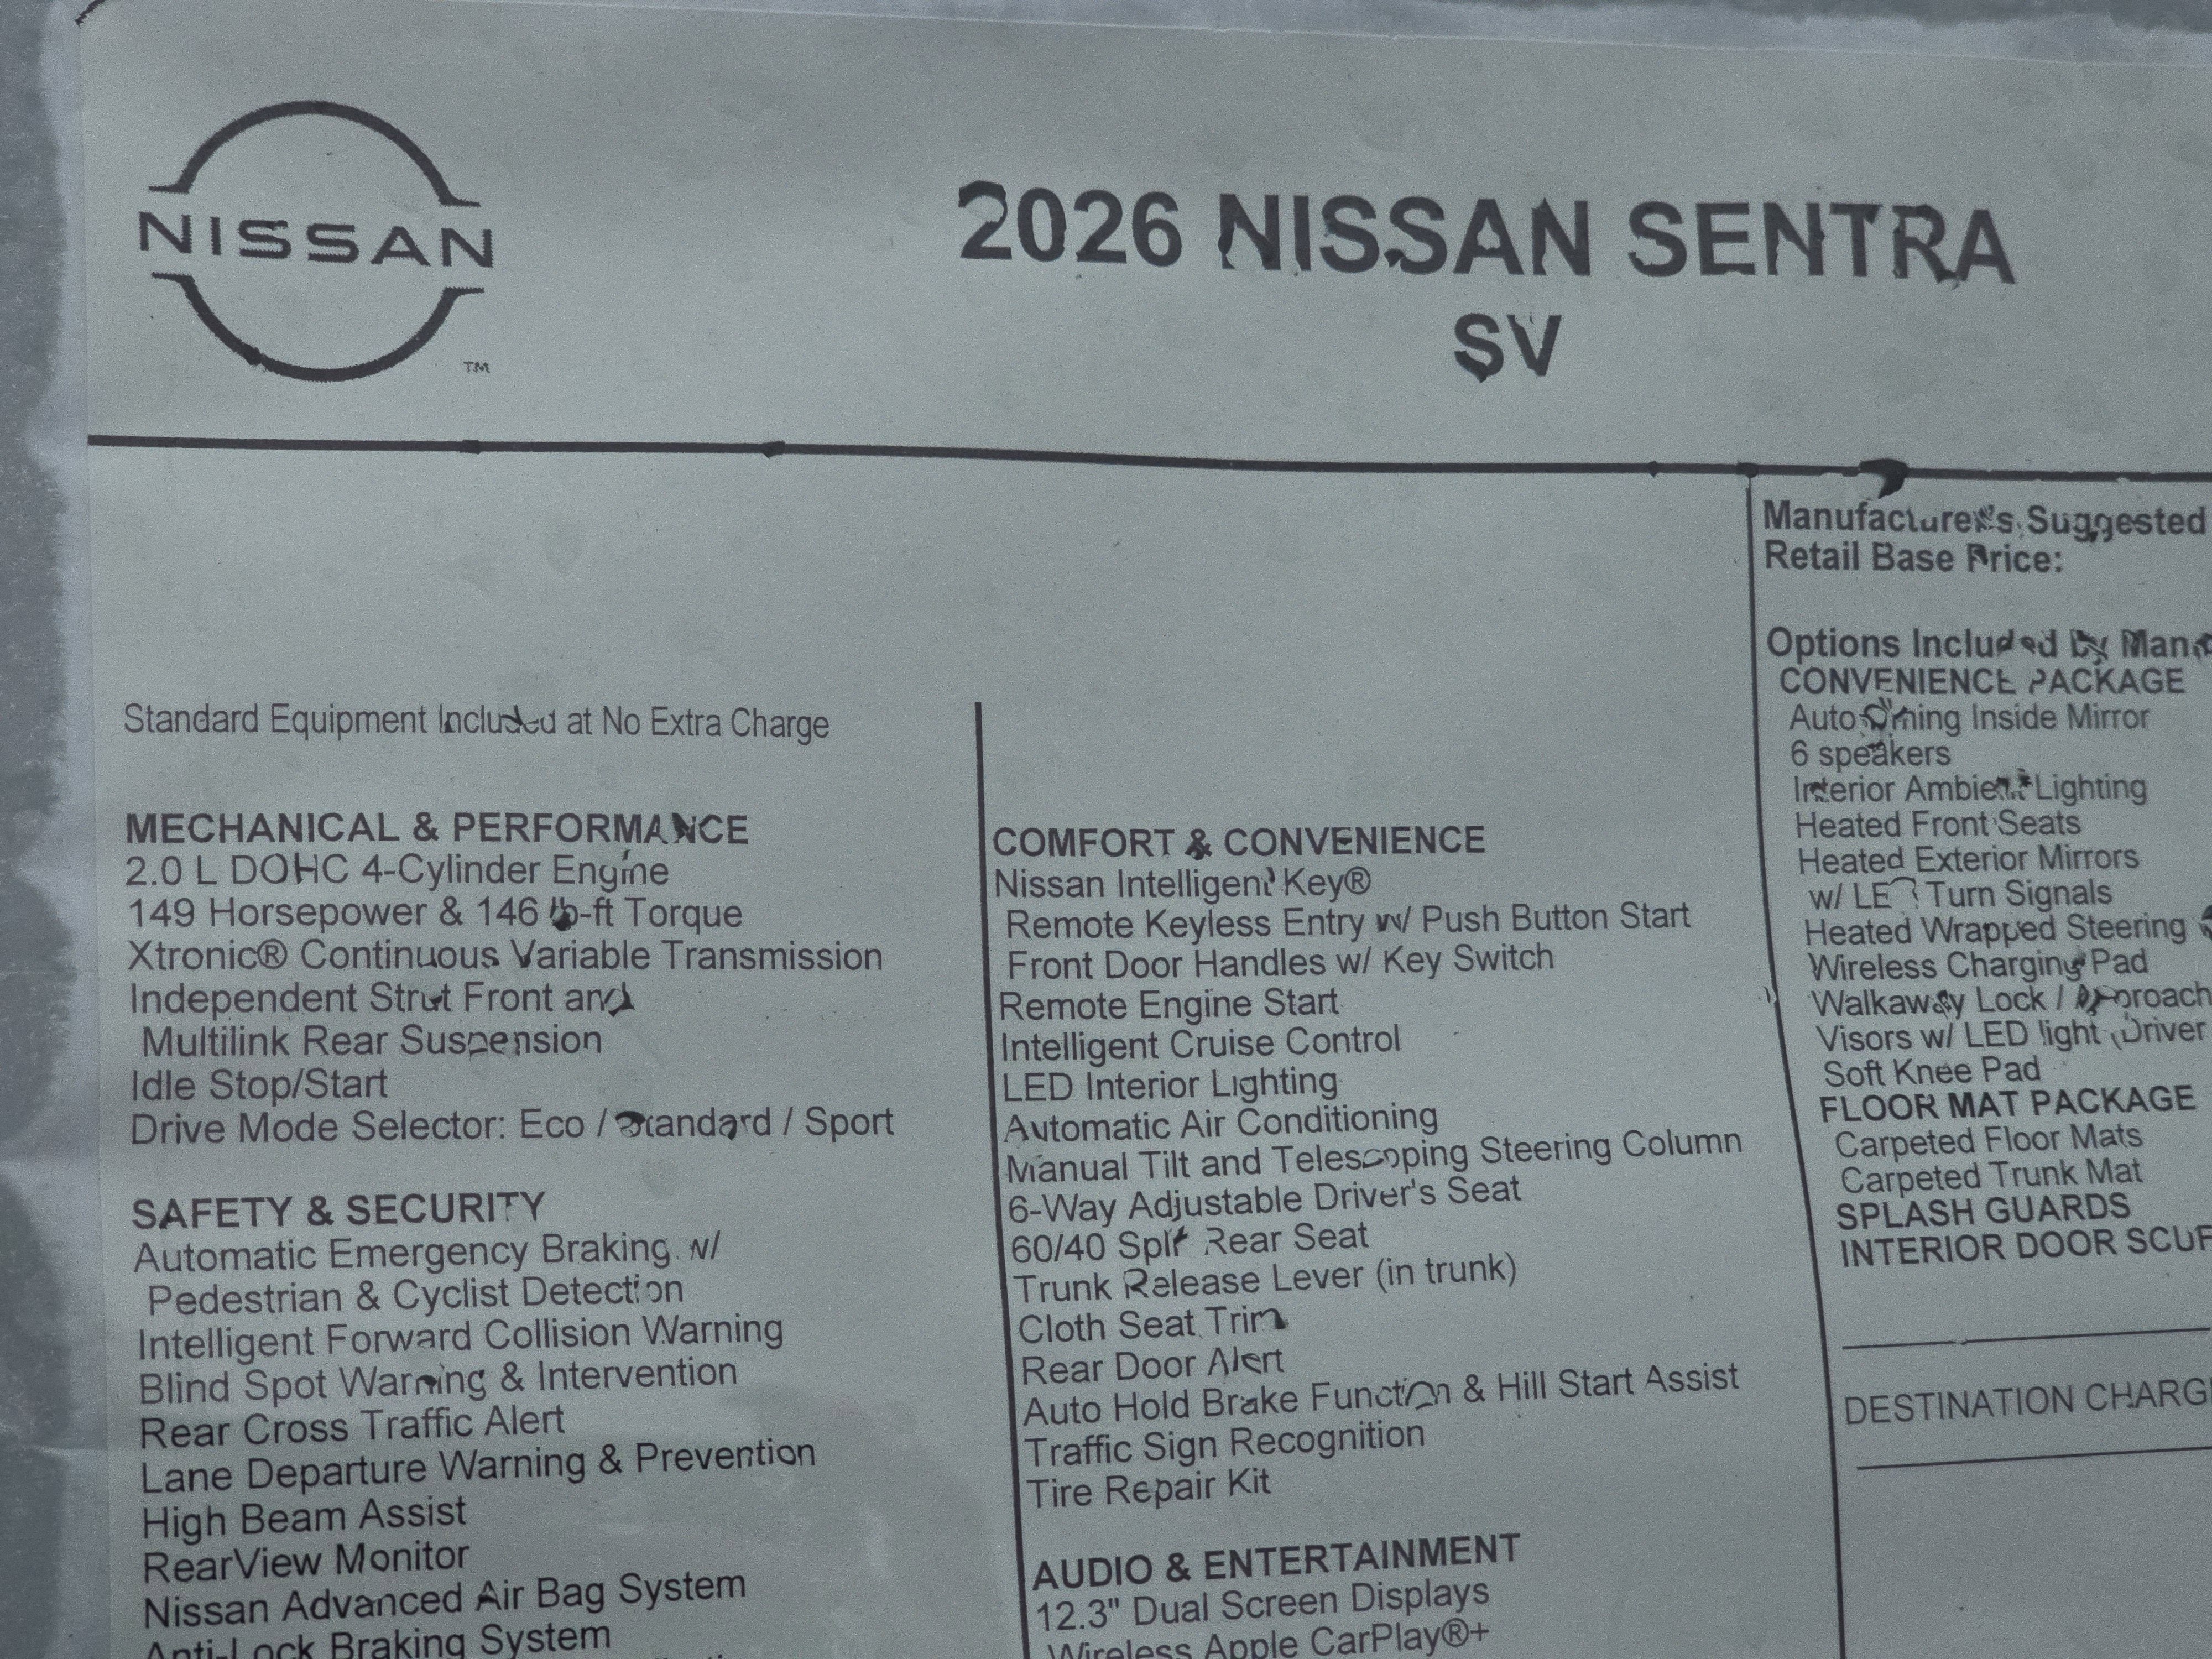 NISSAN
TM
2026 NISSAN SENTRA
SV
Standard Equipment Included at No Extra Charge
MECHANICAL & PERFORMANCE
2.0 L DOHC 4-Cylinder Engine
149 Horsepower & 146 lb-ft Torque
Xtronic® Continuous Variable Transmission
Independent Strut Front and
Multilink Rear Suspension
Idle Stop/Start
Drive Mode Selector: Eco / Standard / Sport
SAFETY & SECURITY
Automatic Emergency Braking w/
Pedestrian & Cyclist Detection
Intelligent Forward Collision Warning
Blind Spot Warning & Intervention
Rear Cross Traffic Alert
Lane Departure Warning & Prevention
High Beam Assist
RearView Monitor
Nissan Advanced Air Bag System
Anti-Lock Braking System
COMFORT & CONVENIENCE
Nissan Intelligent Key®
Remote Keyless Entry w/ Push Button Start
Front Door Handles w/ Key Switch
Remote Engine Start
Intelligent Cruise Control
LED Interior Lighting
Automatic Air Conditioning
Manual Tilt and Telescoping Steering Column
6-Way Adjustable Driver's Seat
60/40 Split Rear Seat
Trunk Release Lever (in trunk)
Cloth Seat Trim
Rear Door Alert
Auto Hold Brake Function & Hill Start Assist
Traffic Sign Recognition
Tire Repair Kit
AUDIO & ENTERTAINMENT
12.3" Dual Screen Displays
Wireless Apple CarPlay®+
Manufacturer's Suggested
Retail Base Price:
Options Included by
CONVENIENCE PACKAGE
Inside Mirror
6 speakers
Interior Ambient Lighting
Heated Front Seats
Heated Exterior Mirrors
w/ LED Turn Signals
Heated Wrapped Steering
Wireless Charging Pad
Walkaway Lock / Approach
Visors w/ LED light (Driver
Soft Knee Pad
FLOOR MAT PACKAGE
Carpeted Floor Mats
Carpeted Trunk Mat
SPLASH GUARDS
INTERIOR DOOR
DESTINATION